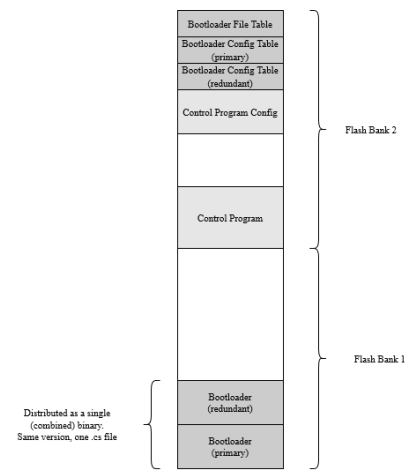 Bootloader File Table
Bootloader Config Table
(primary)
Bootloader Config Table
(redundant)
Control Program Config
Flash Bank 2
Control Program
Flash Bank 1
Bootloader
(redundant)
Distributed as a single
(combined) binary.
Same version, one .cs file
Bootloader
(primary)